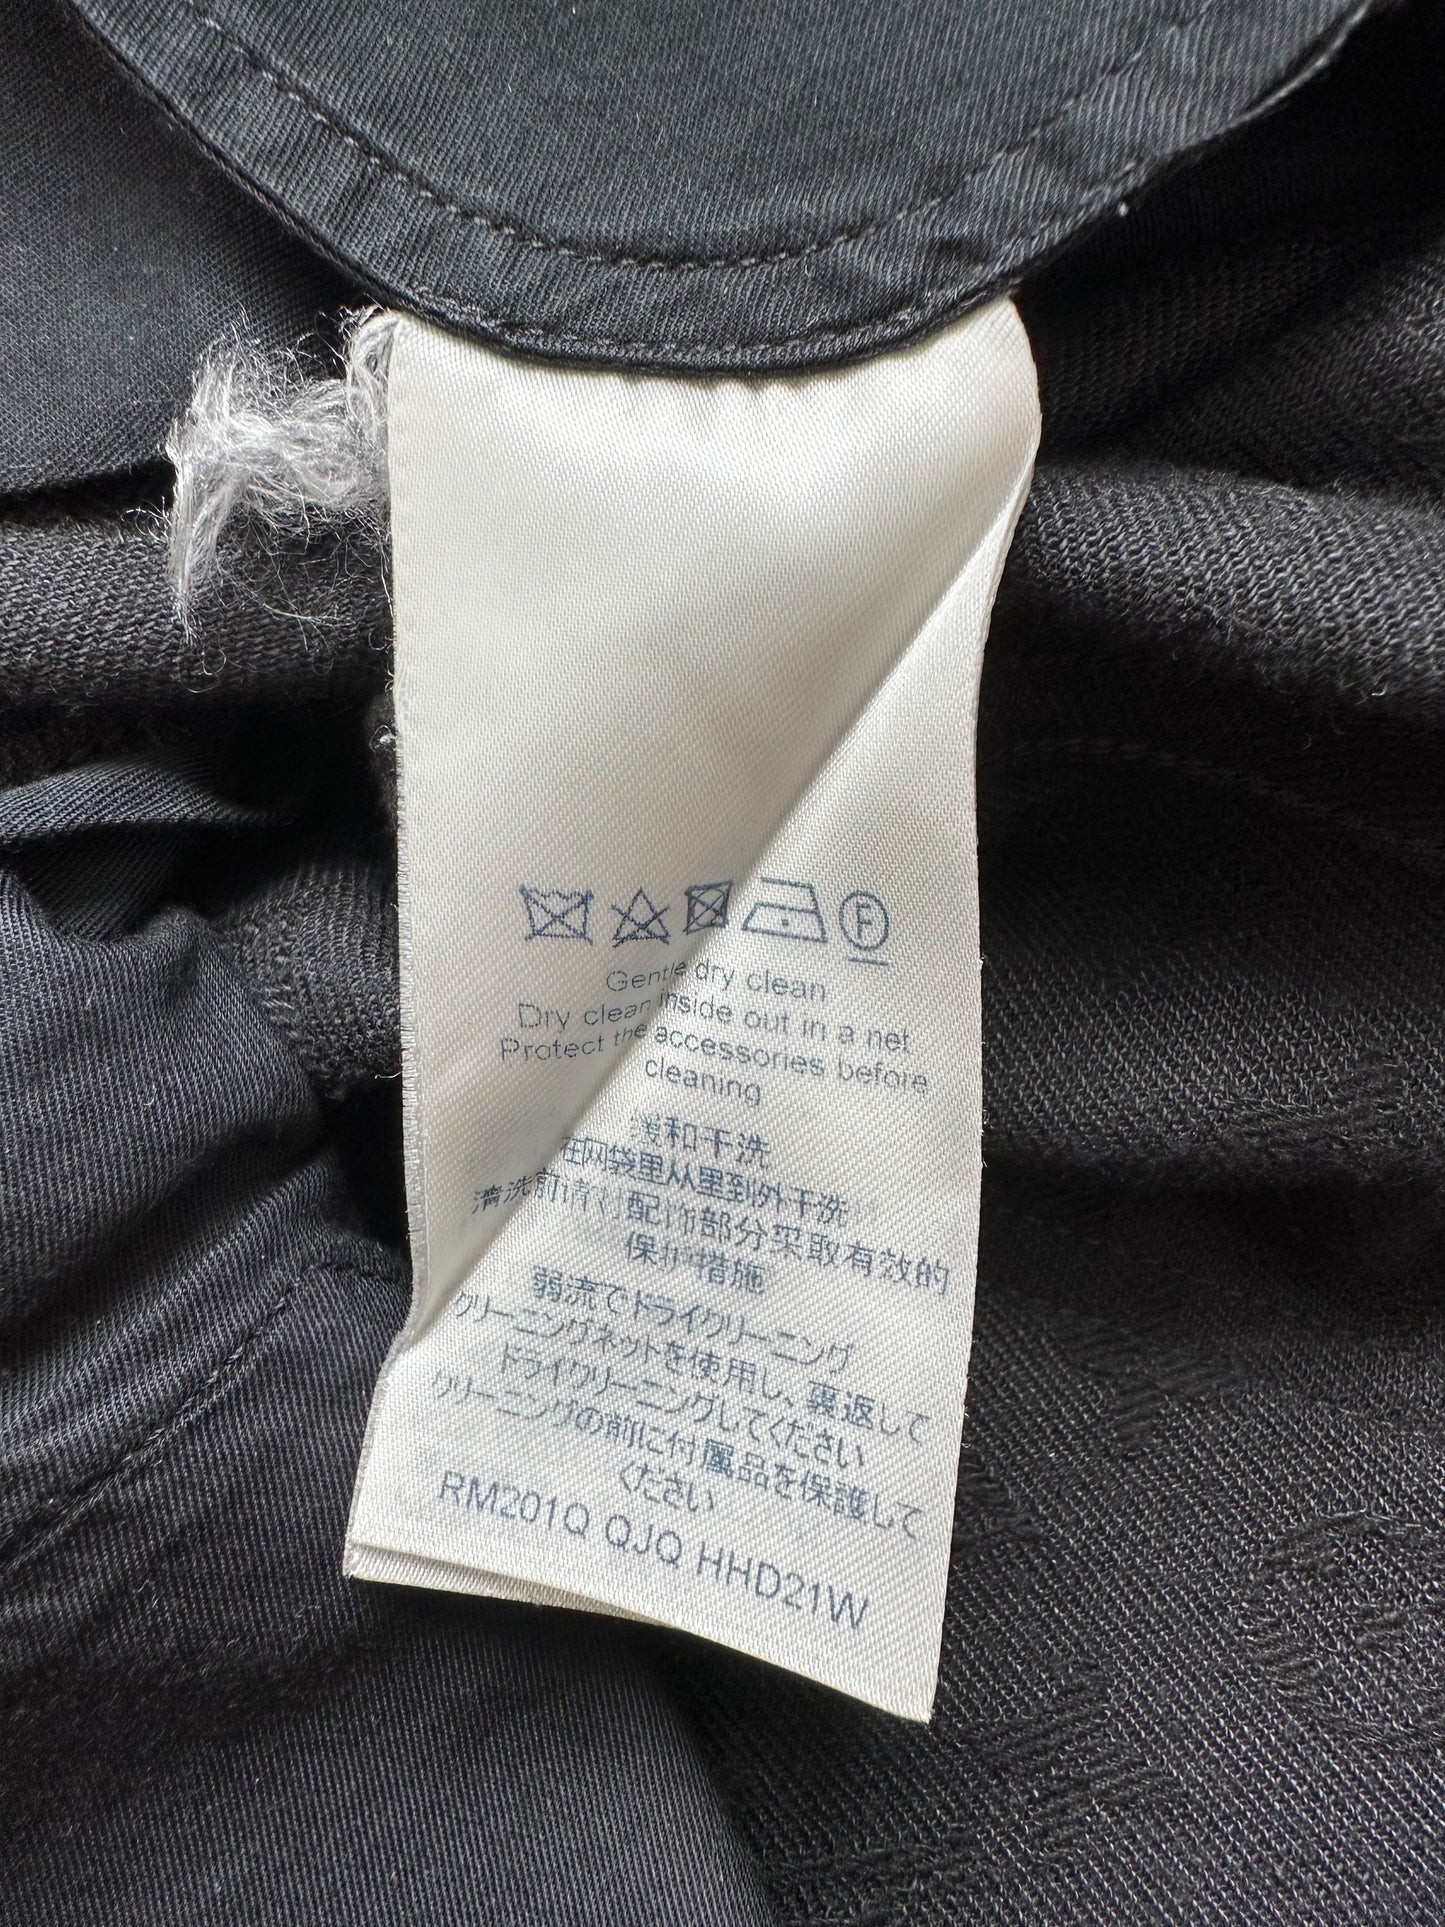 F
Gentle dry clean
Dry clean inside out in a net
Protect the accessories before
cleaning
缓和干洗
在网袋里从里到外干洗
清洗前请对配饰部分采取有效的
保护措施
弱流でドライクリーニング
クリーニングネットを使用し、裏返して
ドライクリーニングしてください
クリーニングの前に付属品を保護して
ください
RM201Q QJQ HHD21W